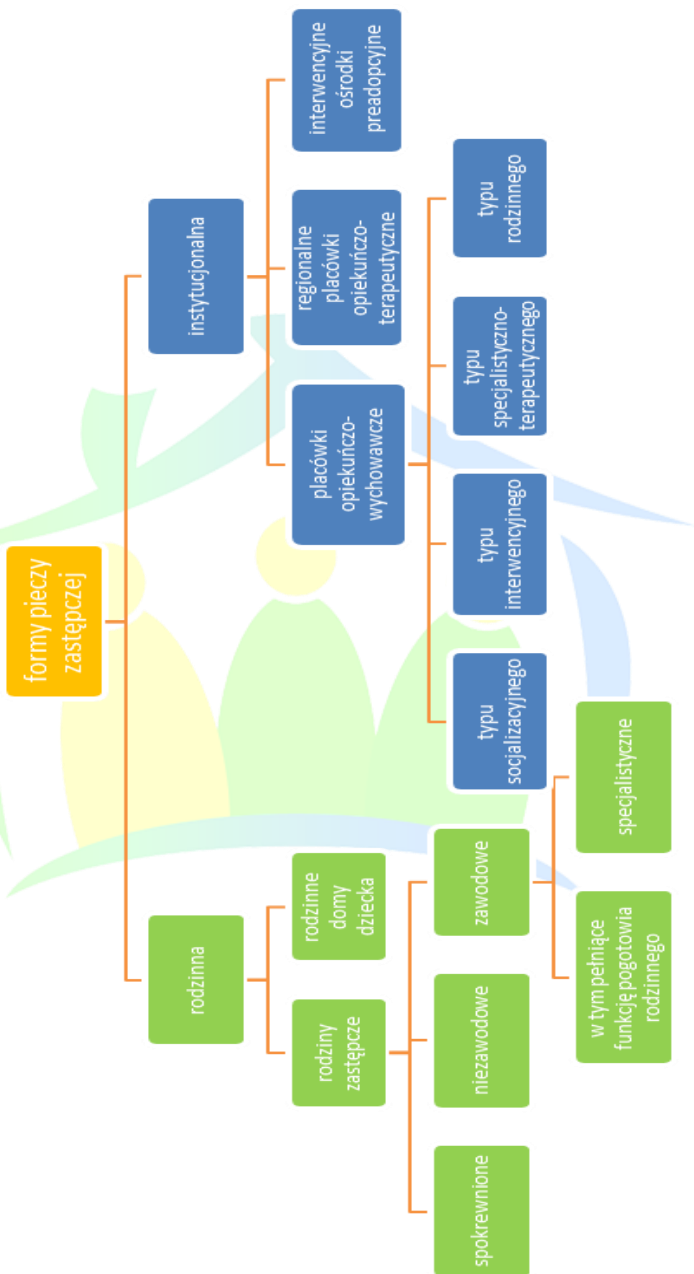 formy pieczy
zastępczej
rodzinna
instytucjonalna
rodziny
zastępcze
rodzinne
domy
dziecka
placówki
opiekuńczo-
wychowawcze
regionalne
placówki
opiekuńczo-
terapeutyczne
interwencyjne
ośrodki
preadopcyjne
spokrewnione
niezawodowe
zawodowe
typu
socjalizacyjnego
typu
interwencyjnego
typu
specjalistyczno-
terapeutycznego
typu
rodzinnego
w tym pełniące
funkcję pogotowia
rodzinnego
specjalistyczne